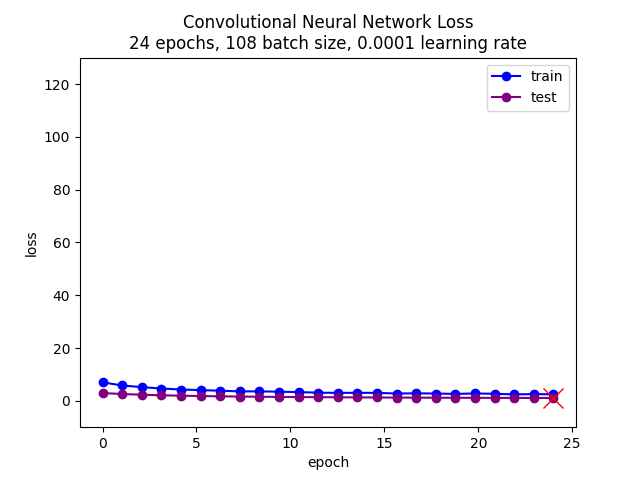 Convolutional Neural Network Loss
24 epochs, 108 batch size, 0.0001 learning rate
train
test
120
100
80
60
40
20
0
loss
0 5 10 15 20 25
epoch